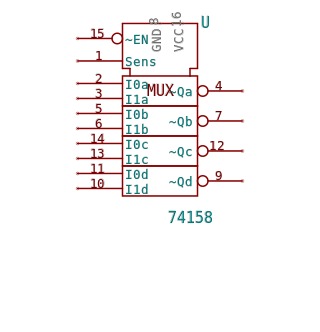 U
GND 8
VCC 16
15 ~EN
1 Sens
MUX
2 I0a
3 I1a
~Qa 4
5 I0b
6 I1b
~Qb 7
14 I0c
13 I1c
~Qc 12
11 I0d
10 I1d
~Qd 9
74158